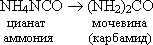 NH₄NCO → (NH₂)₂CO
цианат мочевина
аммония (карбамид)